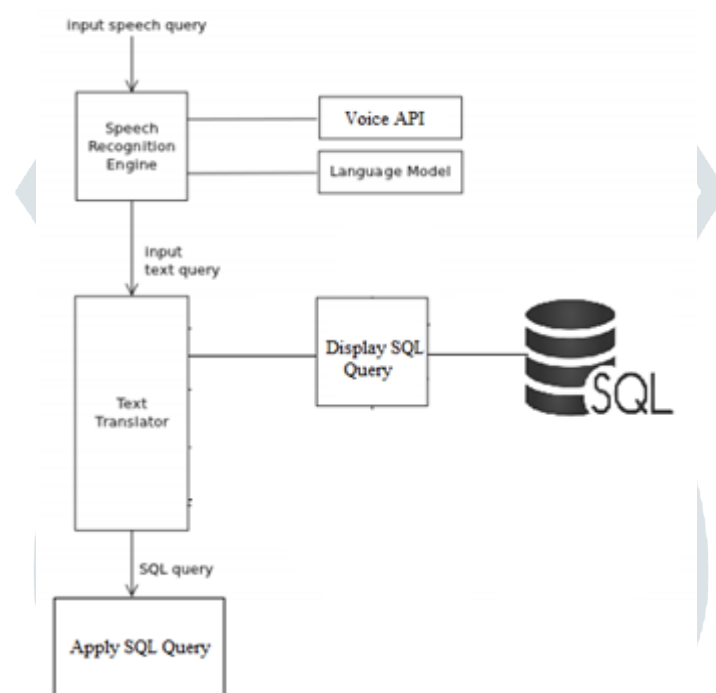 input speech query
Speech
Recognition
Engine
Voice API
Language Model
input
text query
Text
Translator
Display SQL
Query
SQL
SQL query
Apply SQL Query